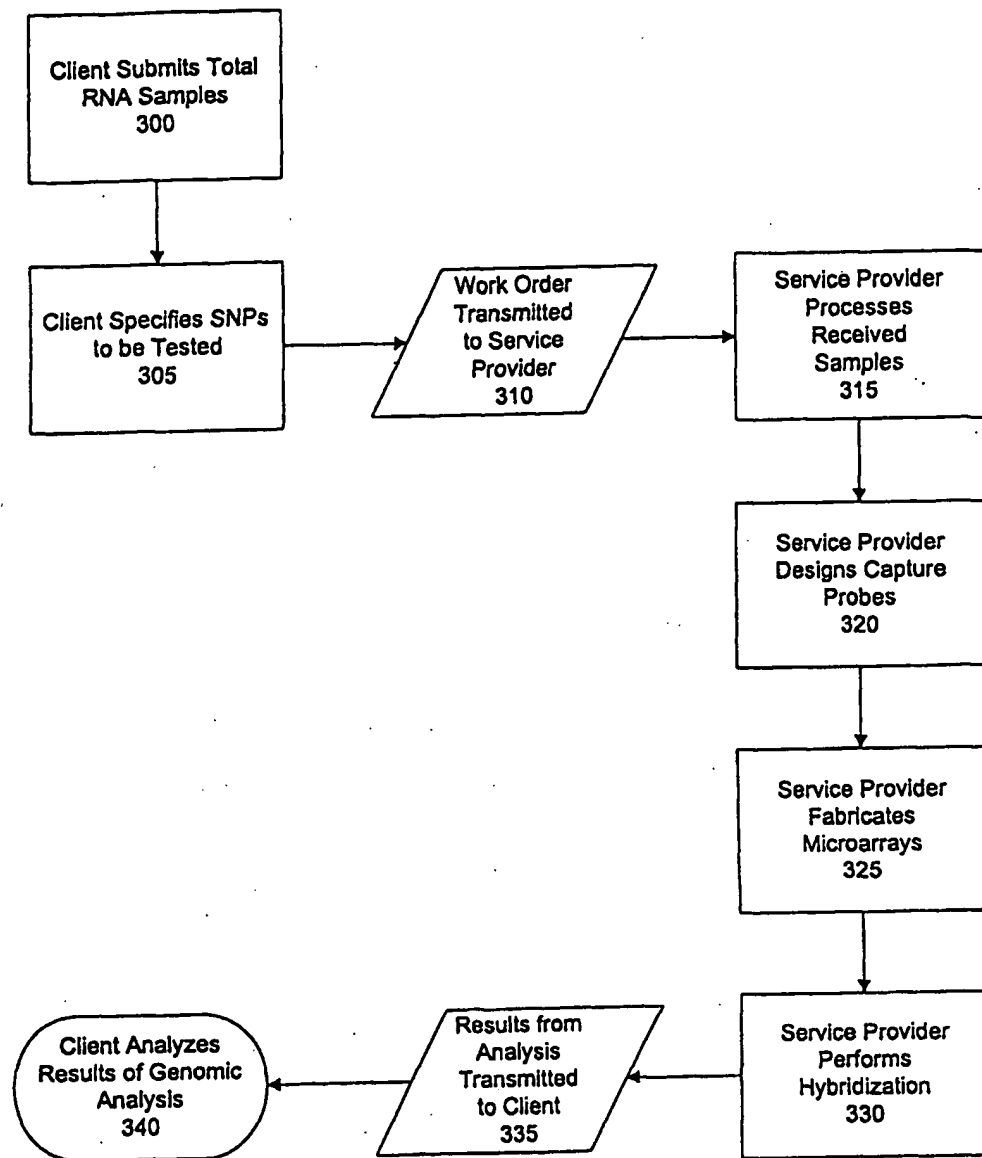 Client Submits Total
RNA Samples
300
Client Specifies SNPs
to be Tested
305
Work Order
Transmitted
to Service
Provider
310
Service Provider
Processes
Received
Samples
315
Service Provider
Designs Capture
Probes
320
Service Provider
Fabricates
Microarrays
325
Service Provider
Performs
Hybridization
330
Results from
Analysis
Transmitted
to Client
335
Client Analyzes
Results of Genomic
Analysis
340